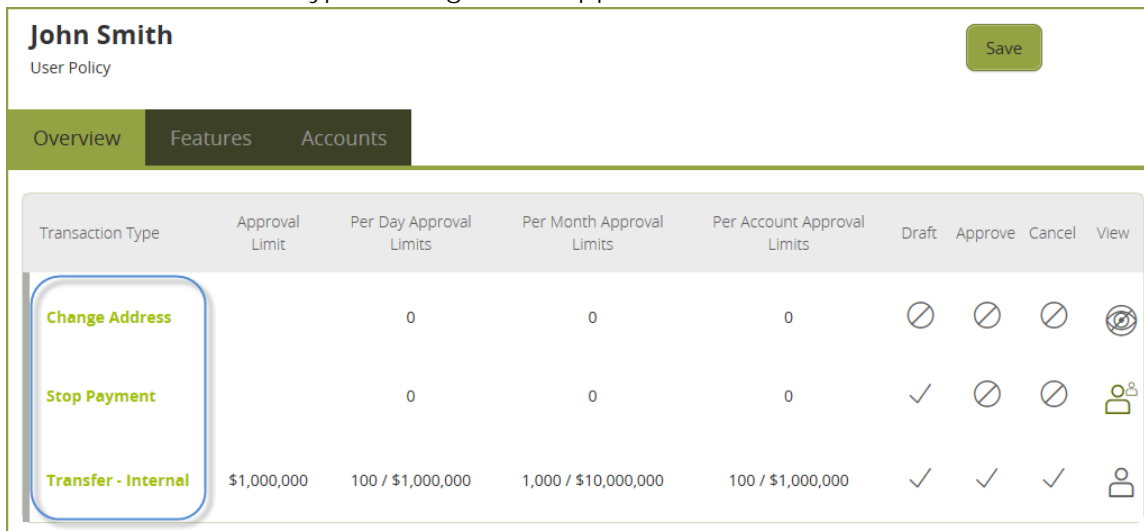 John Smith
User Policy
Save
Overview Features Accounts
Transaction Type Approval Limit Per Day Approval Limits Per Month Approval Limits Per Account Approval Limits Draft Approve Cancel View
Change Address 0 0 0
Stop Payment 0 0 0
Transfer - Internal $1,000,000 100 / $1,000,000 1,000 / $10,000,000 100 / $1,000,000